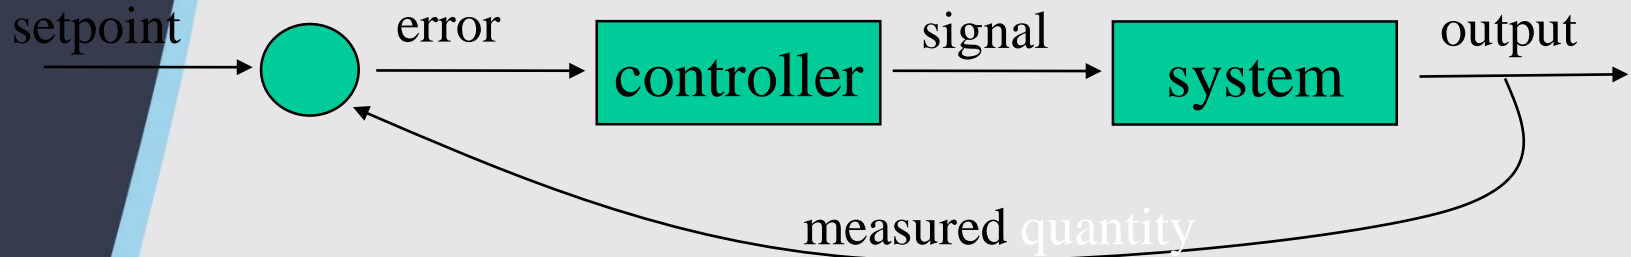 setpoint
error
controller
signal
system
output
measured quantity